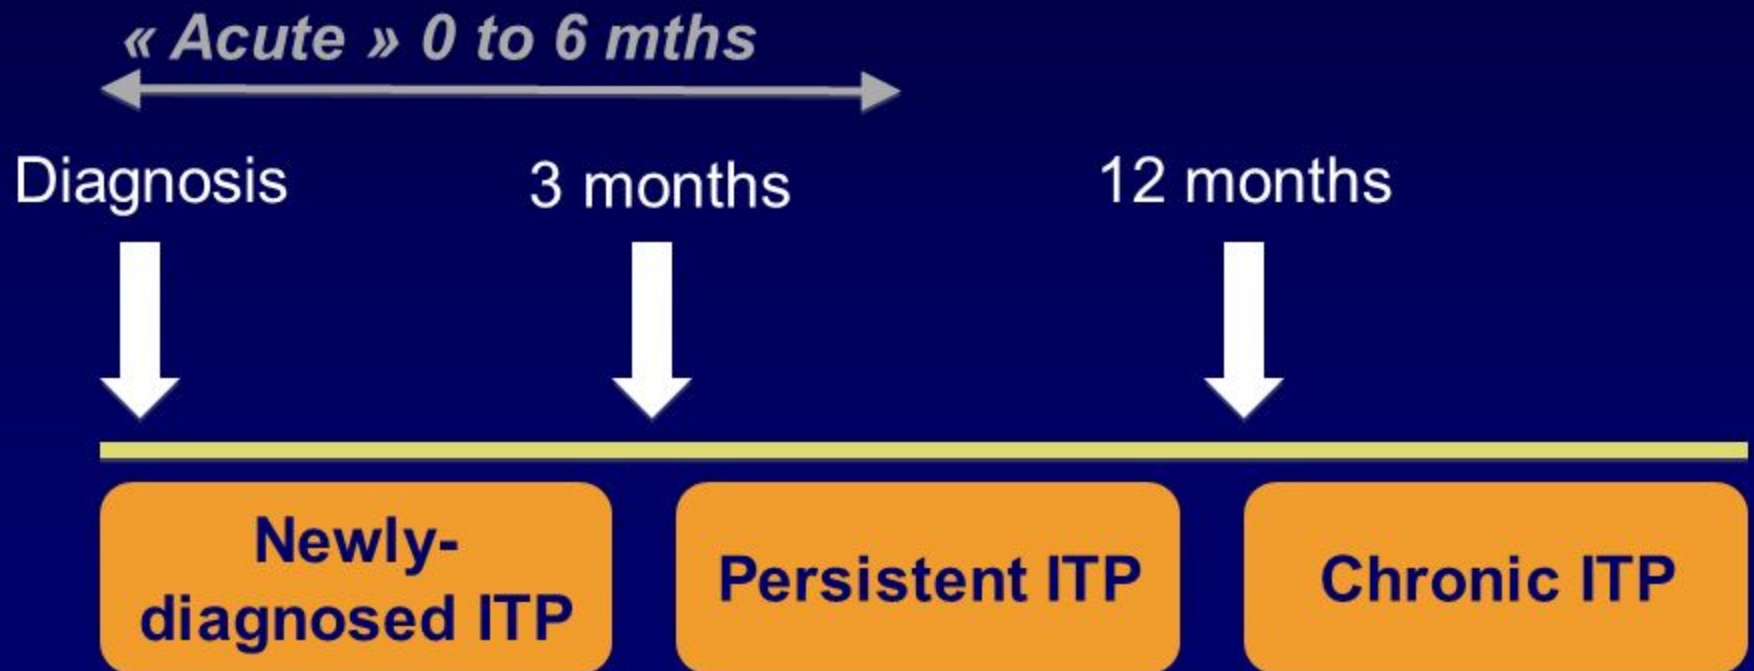 « Acute » 0 to 6 mths
Diagnosis
3 months
12 months
Newly-
diagnosed ITP
Persistent ITP
Chronic ITP